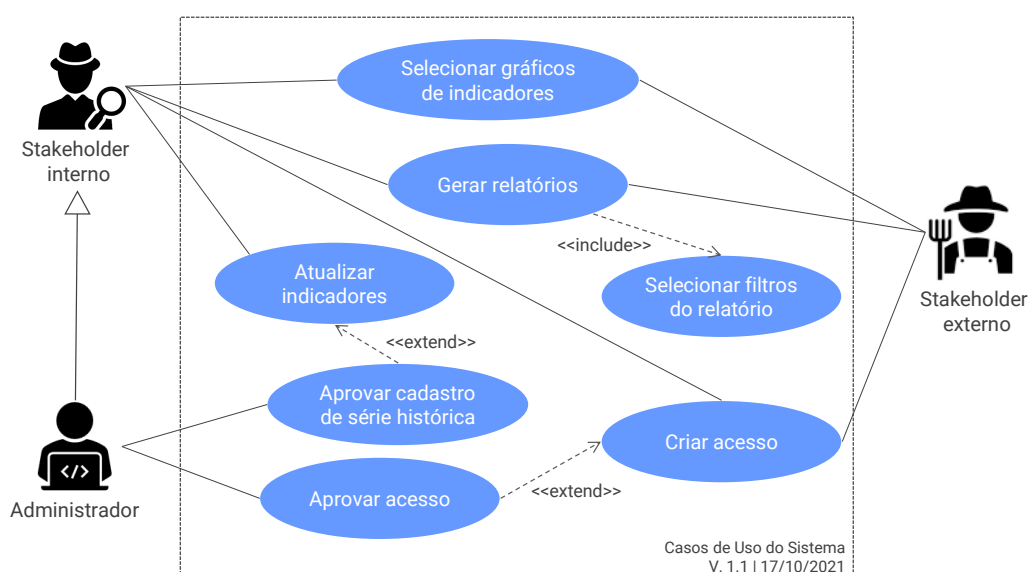 Selecionar gráficos
de indicadores
Stakeholder
interno
Gerar relatórios
<<include>>
Atualizar
indicadores
Selecionar filtros
do relatório
Stakeholder
externo
<<extend>>
Aprovar cadastro
de série histórica
Criar acesso
</>
Administrador
Aprovar acesso
<<extend>>
Casos de Uso do Sistema
V. 1.1 | 17/10/2021